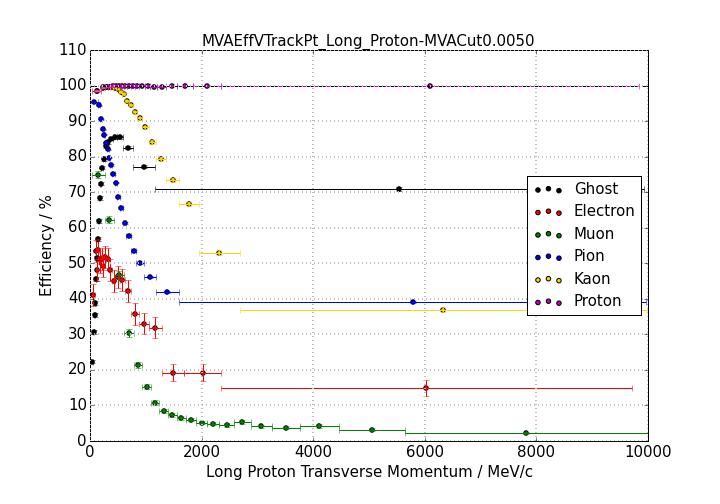 MVAEffVTrackPt_Long_Proton-MVACut0.0050
110
100
90
80
70
60
50
40
30
20
10
0
Efficiency / %
Ghost
Electron
Muon
Pion
Kaon
Proton
0 2000 4000 6000 8000 10000
Long Proton Transverse Momentum / MeV/c